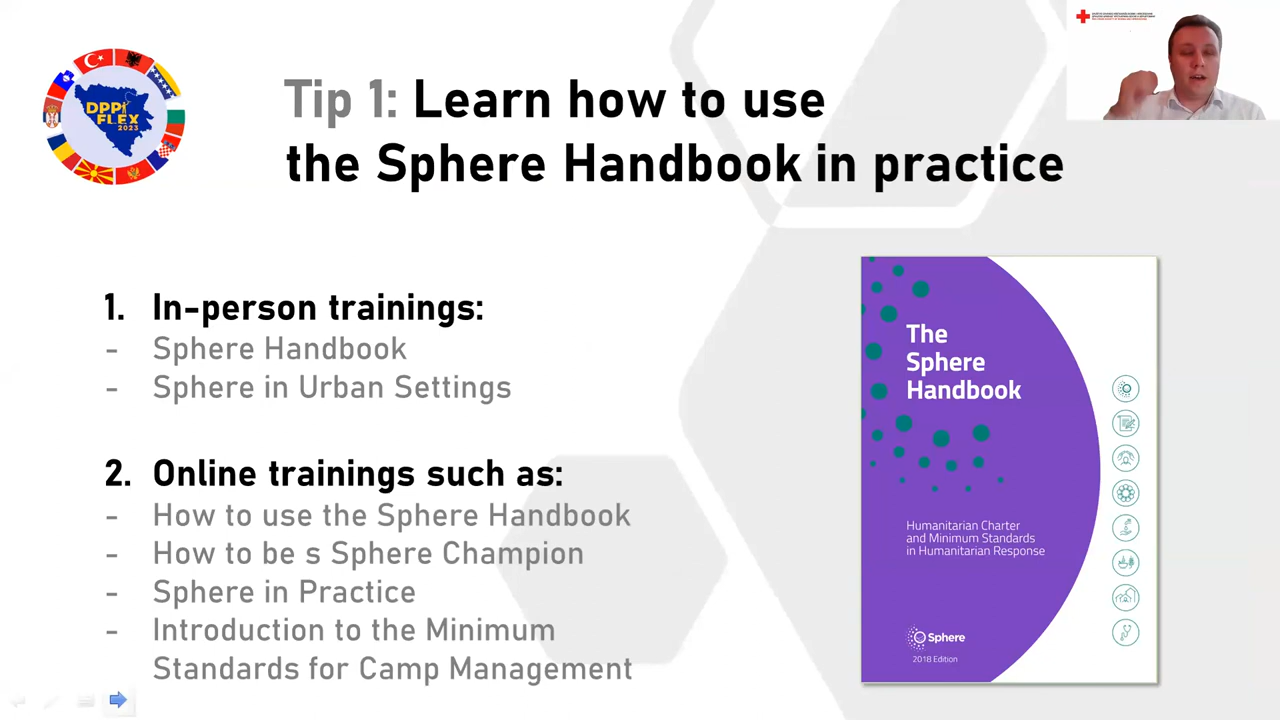 DPPI
FLEX
2023
Tip 1: Learn how to use
the Sphere Handbook in practice
1. In-person trainings:
- Sphere Handbook
- Sphere in Urban Settings
2. Online trainings such as:
- How to use the Sphere Handbook
- How to be s Sphere Champion
- Sphere in Practice
- Introduction to the Minimum
Standards for Camp Management
The
Sphere
Handbook
Humanitarian Charter
and Minimum Standards
in Humanitarian Response
Sphere
2018 Edition